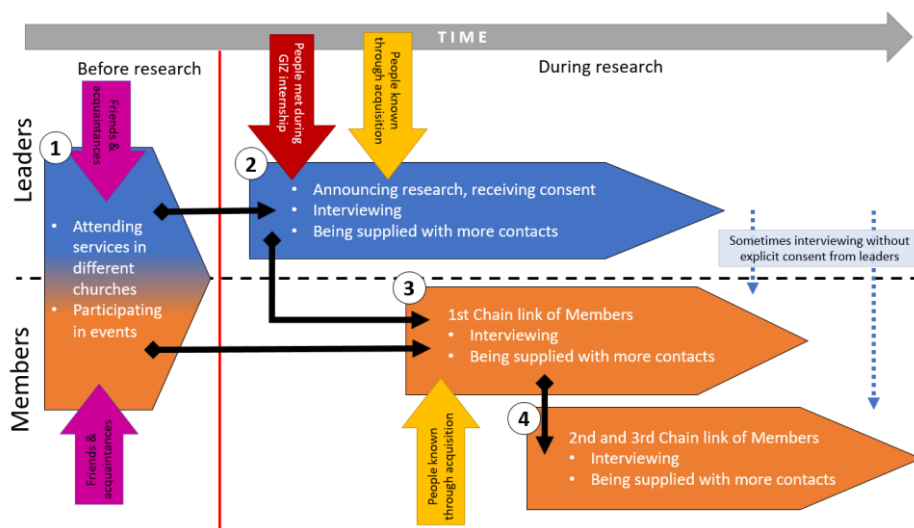 TIME
Before research
During research
Leaders
Members
Friends &
acquaintances
People met during
GIZ internship
People known
through acquisition
1
• Attending
services in
different
churches
• Participating
in events
2
• Announcing research, receiving consent
• Interviewing
• Being supplied with more contacts
Sometimes interviewing without
explicit consent from leaders
3
1st Chain link of Members
• Interviewing
• Being supplied with more contacts
4
2nd and 3rd Chain link of Members
• Interviewing
• Being supplied with more contacts
Friends &
acquaintances
People known
through acquisition